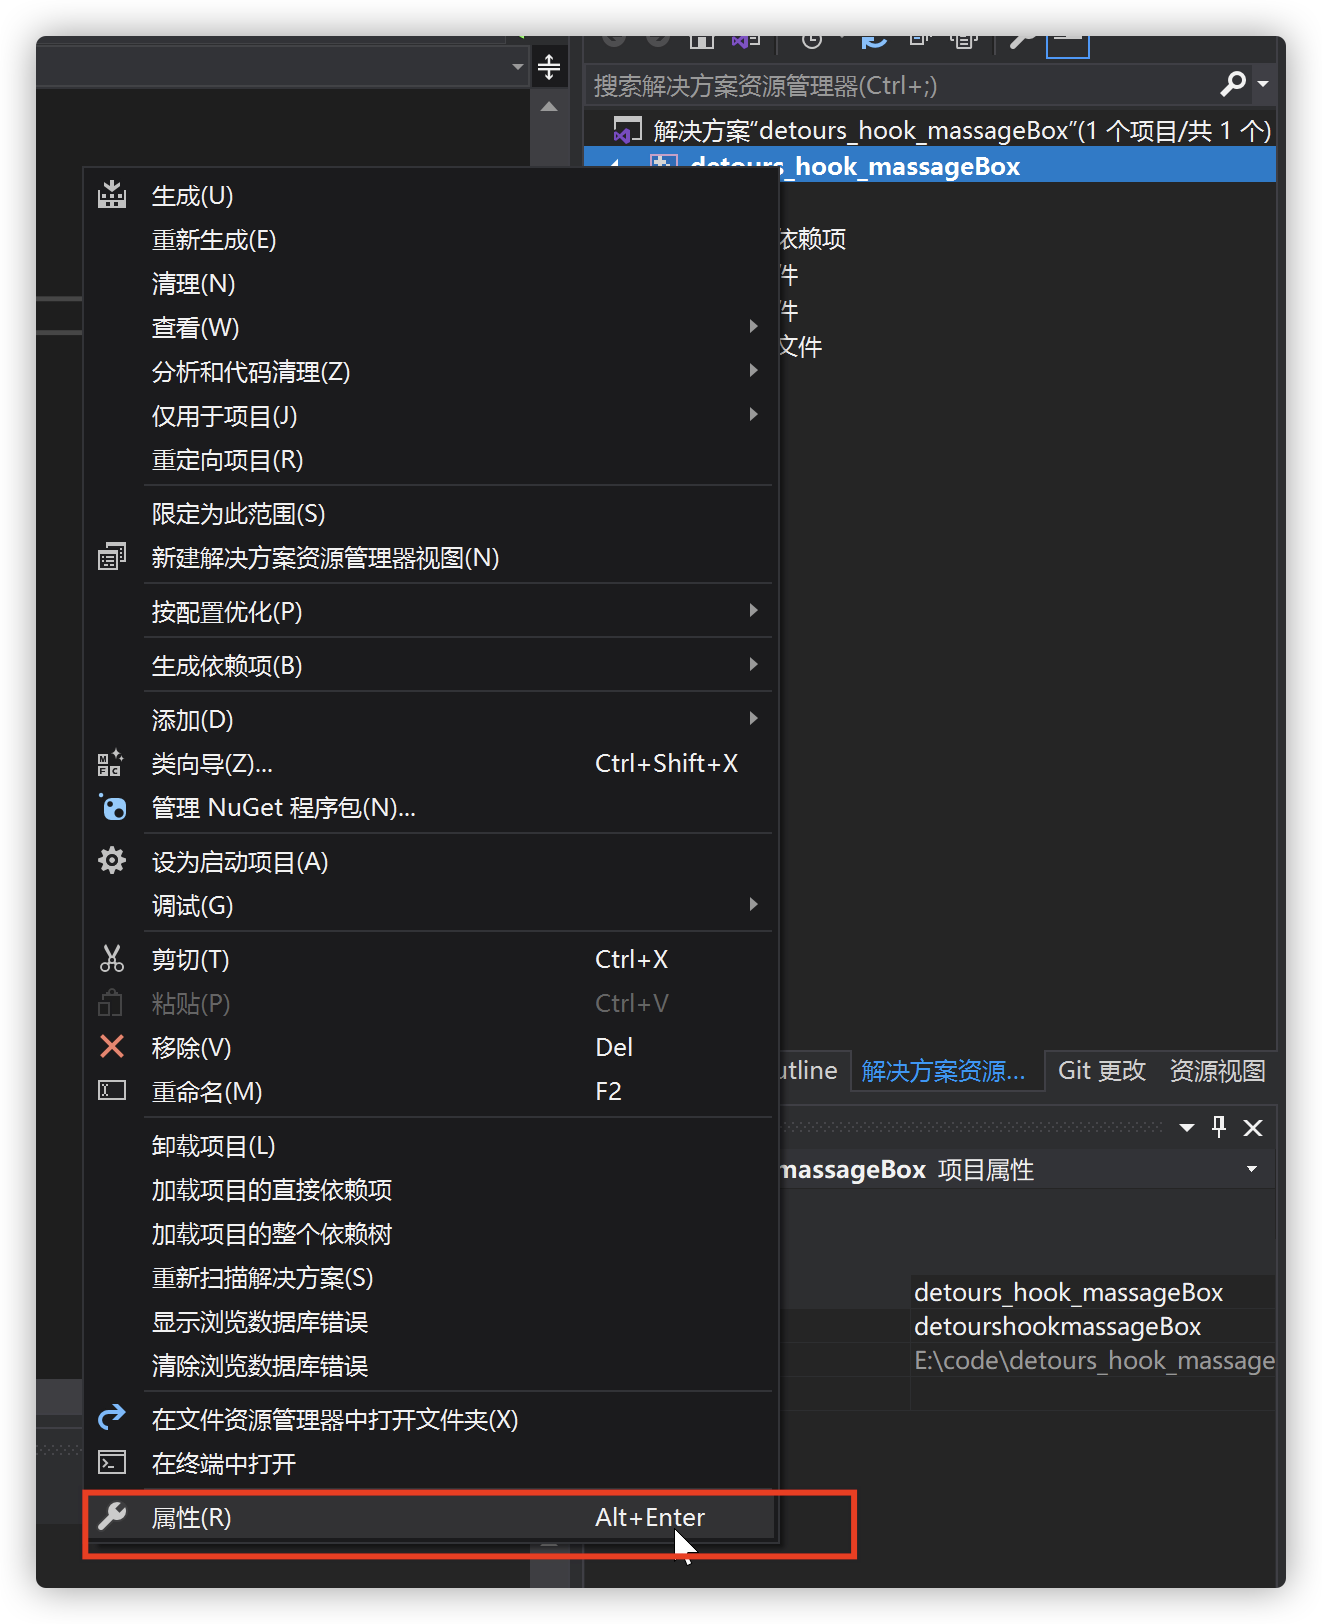 搜索解决方案资源管理器(Ctrl+;)
解决方案“detours_hook_massageBox”(1 个项目/共 1 个)
detours_hook_massageBox
依赖项
件
件
文件
生成(U)
重新生成(E)
清理(N)
查看(W)
分析和代码清理(Z)
仅用于项目(J)
重定向项目(R)
限定为此范围(S)
新建解决方案资源管理器视图(N)
按配置优化(P)
生成依赖项(B)
添加(D)
类向导(Z)... Ctrl+Shift+X
管理 NuGet 程序包(N)...
设为启动项目(A)
调试(G)
剪切(T) Ctrl+X
粘贴(P) Ctrl+V
移除(V) Del
重命名(M) F2
卸载项目(L)
加载项目的直接依赖项
加载项目的整个依赖树
重新扫描解决方案(S)
显示浏览数据库错误
清除浏览数据库错误
在文件资源管理器中打开文件夹(X)
在终端中打开
属性(R) Alt+Enter
utline 解决方案资源... Git 更改 资源视图
massageBox 项目属性
detours_hook_massageBox
detourshookmassageBox
E:\code\detours_hook_massage